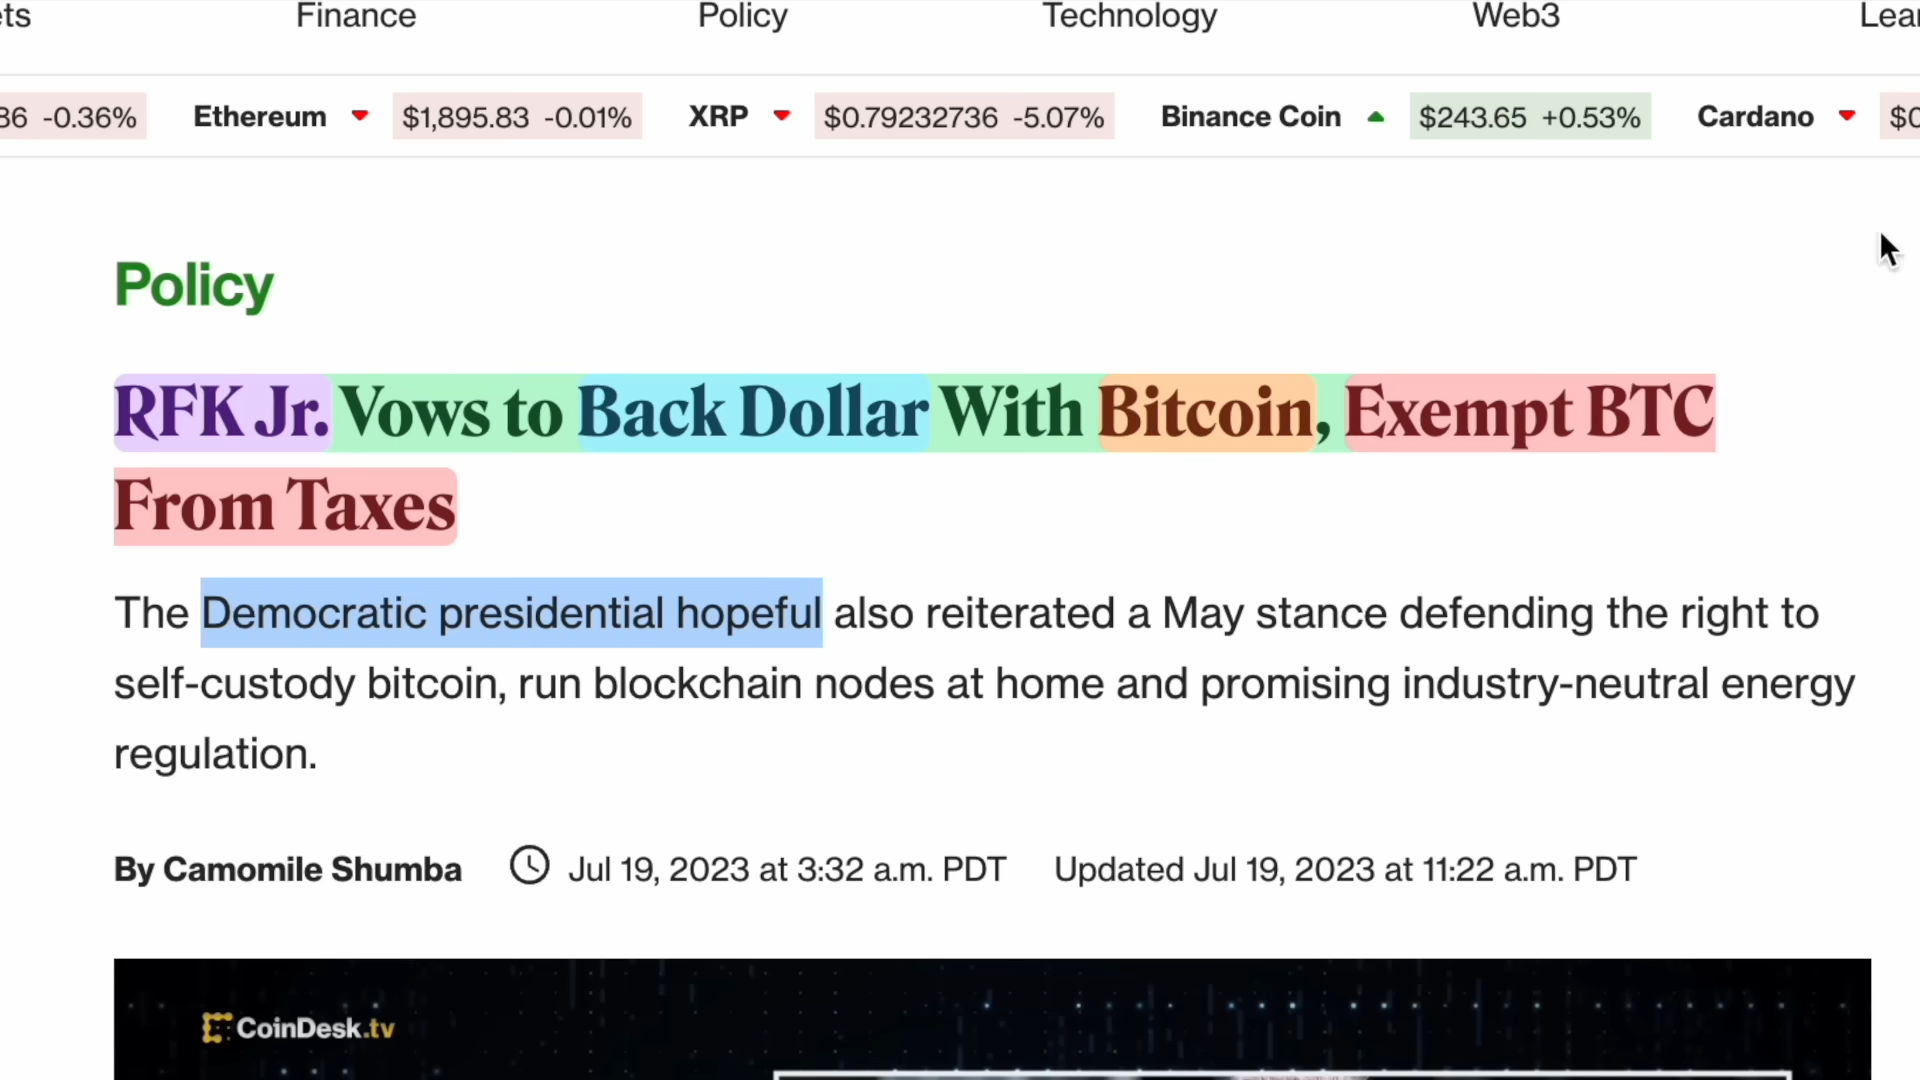 Finance Policy Technology Web3
-0.36% Ethereum $1,895.83 -0.01% XRP $0.79232736 -5.07% Binance Coin $243.65 +0.53% Cardano
Policy
RFK Jr. Vows to Back Dollar With Bitcoin, Exempt BTC
From Taxes
The Democratic presidential hopeful also reiterated a May stance defending the right to
self-custody bitcoin, run blockchain nodes at home and promising industry-neutral energy
regulation.
By Camomile Shumba Jul 19, 2023 at 3:32 a.m. PDT Updated Jul 19, 2023 at 11:22 a.m. PDT
CoinDesk.tv